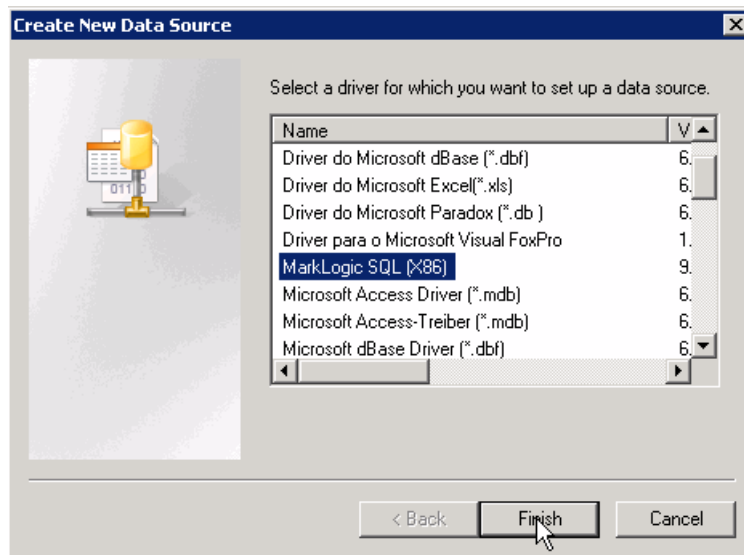 Create New Data Source
Select a driver for which you want to set up a data source.
Name V
Driver do Microsoft dBase (*.dbf) 6.
Driver do Microsoft Excel(*.xls) 6.
Driver do Microsoft Paradox (*.db ) 6.
Driver para o Microsoft Visual FoxPro 1.
MarkLogic SQL (X86) 9.
Microsoft Access Driver (*.mdb) 6.
Microsoft Access-Treiber (*.mdb) 6.
Microsoft dBase Driver (*.dbf) 6.
< Back Finish Cancel